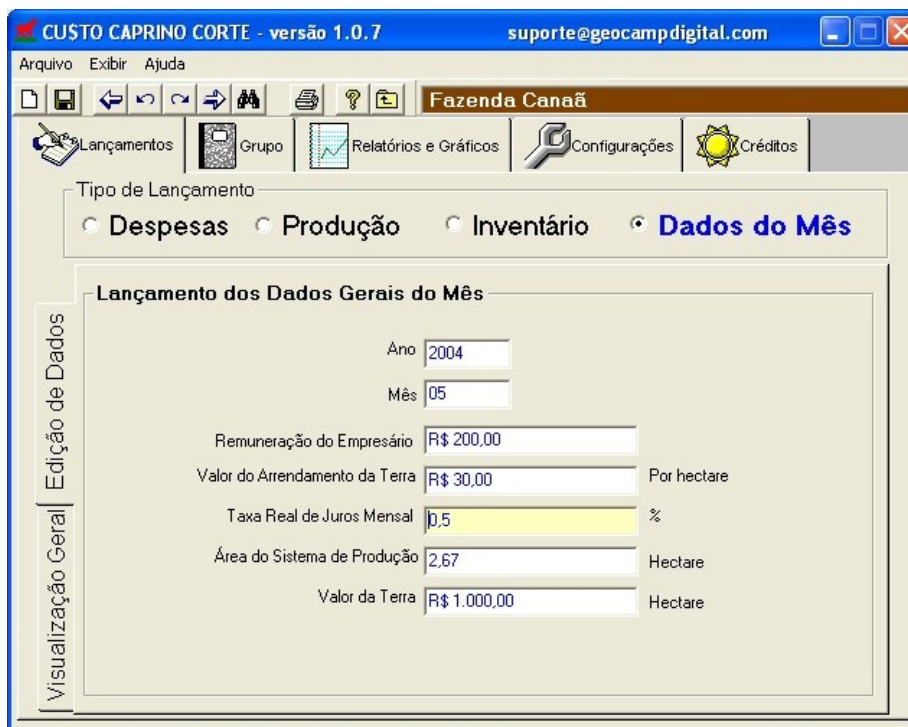 CU$TO CAPRINO CORTE - versão 1.0.7 suporte@geocampdigital.com
Arquivo Exibir Ajuda
Fazenda Canaã
Lançamentos Grupo Relatórios e Gráficos Configurações Créditos
Tipo de Lançamento
Despesas Produção Inventário Dados do Mês
Edição de Dados
Visualização Geral
Lançamento dos Dados Gerais do Mês
Ano 2004
Mês 05
Remuneração do Empresário R$ 200,00
Valor do Arrendamento da Terra R$ 30,00 Por hectare
Taxa Real de Juros Mensal 0,5 %
Área do Sistema de Produção 2,67 Hectare
Valor da Terra R$ 1.000,00 Hectare